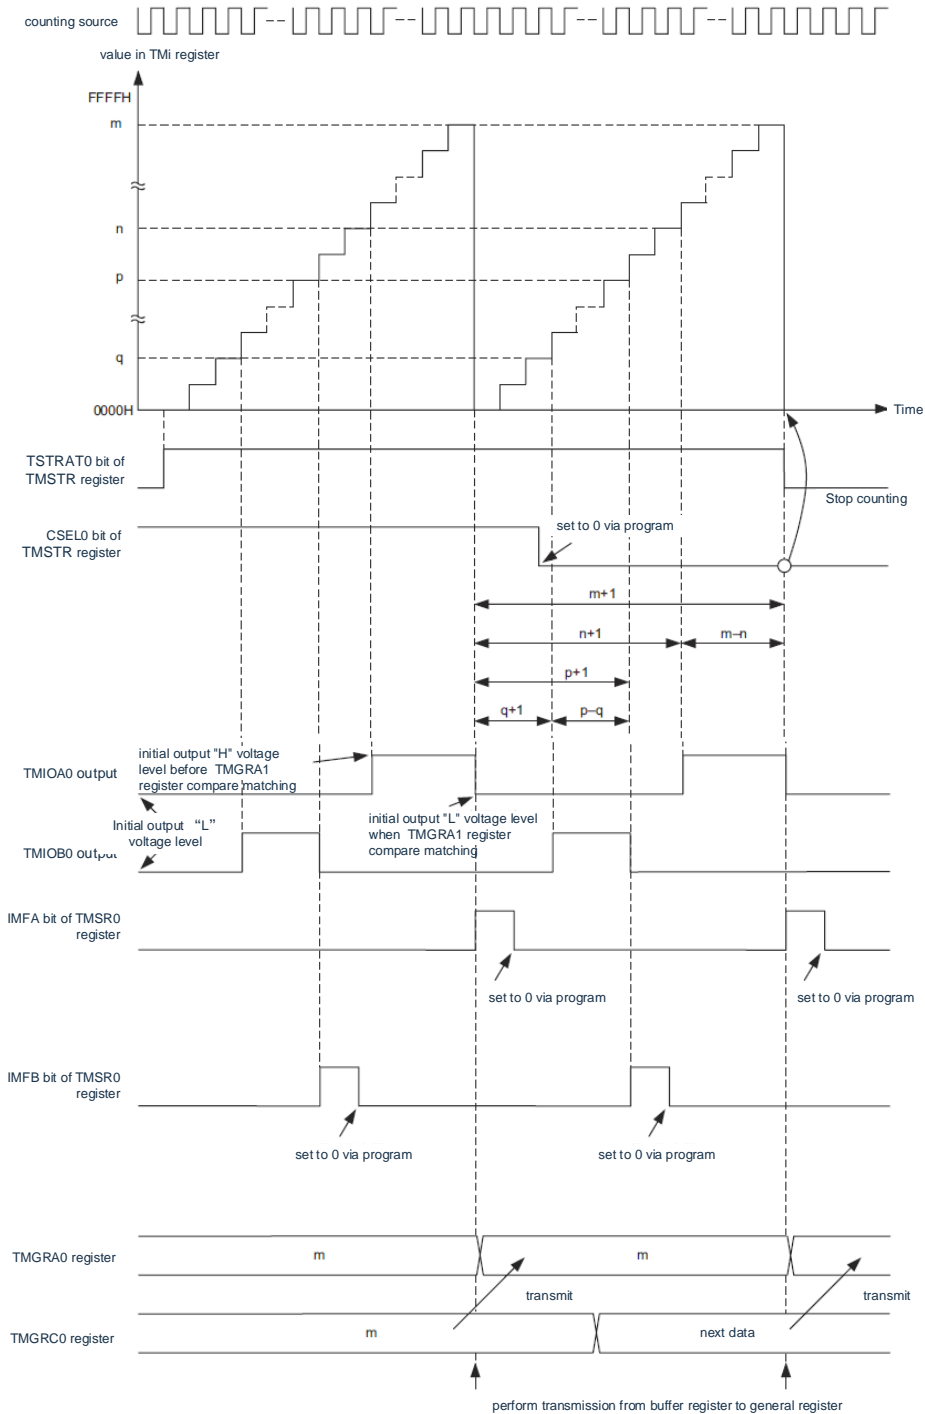 counting source
value in TMi register
FFFFH
m
n
p
q
0000H
Time
TSTRAT0 bit of
TMSTR register
Stop counting
CSEL0 bit of
TMSTR register
set to 0 via program
m+1
n+1
m–n
p+1
q+1
p–q
TMIOA0 output
initial output "H" voltage
level before TMGRA1
register compare matching
Initial output “L”
voltage level
initial output "L" voltage level
when TMGRA1 register
compare matching
TMIOB0 output
IMFA bit of TMSR0
register
set to 0 via program
set to 0 via program
IMFB bit of TMSR0
register
set to 0 via program
set to 0 via program
TMGRA0 register
m
m
transmit
transmit
TMGRC0 register
m
next data
perform transmission from buffer register to general register